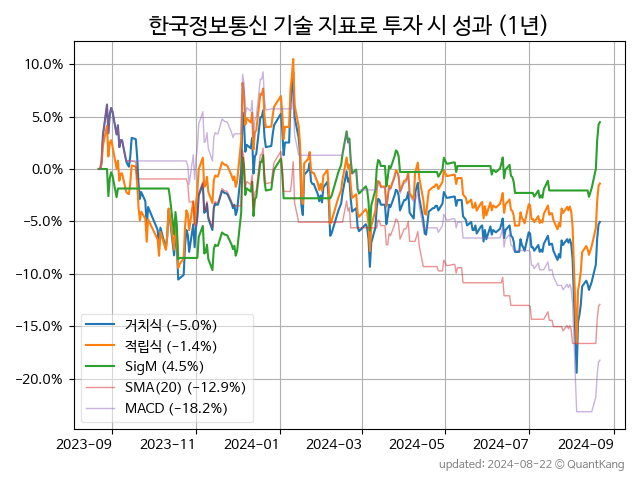 한국정보통신 기술 지표로 투자 시 성과 (1년)
10.0%
5.0%
0.0%
−5.0%
−10.0%
−15.0%
−20.0%
거치식 (−5.0%)
적립식 (−1.4%)
SigM (4.5%)
SMA(20) (−12.9%)
MACD (−18.2%)
2023-09 2023-11 2024-01 2024-03 2024-05 2024-07 2024-09
updated: 2024-08-22 © QuantKang